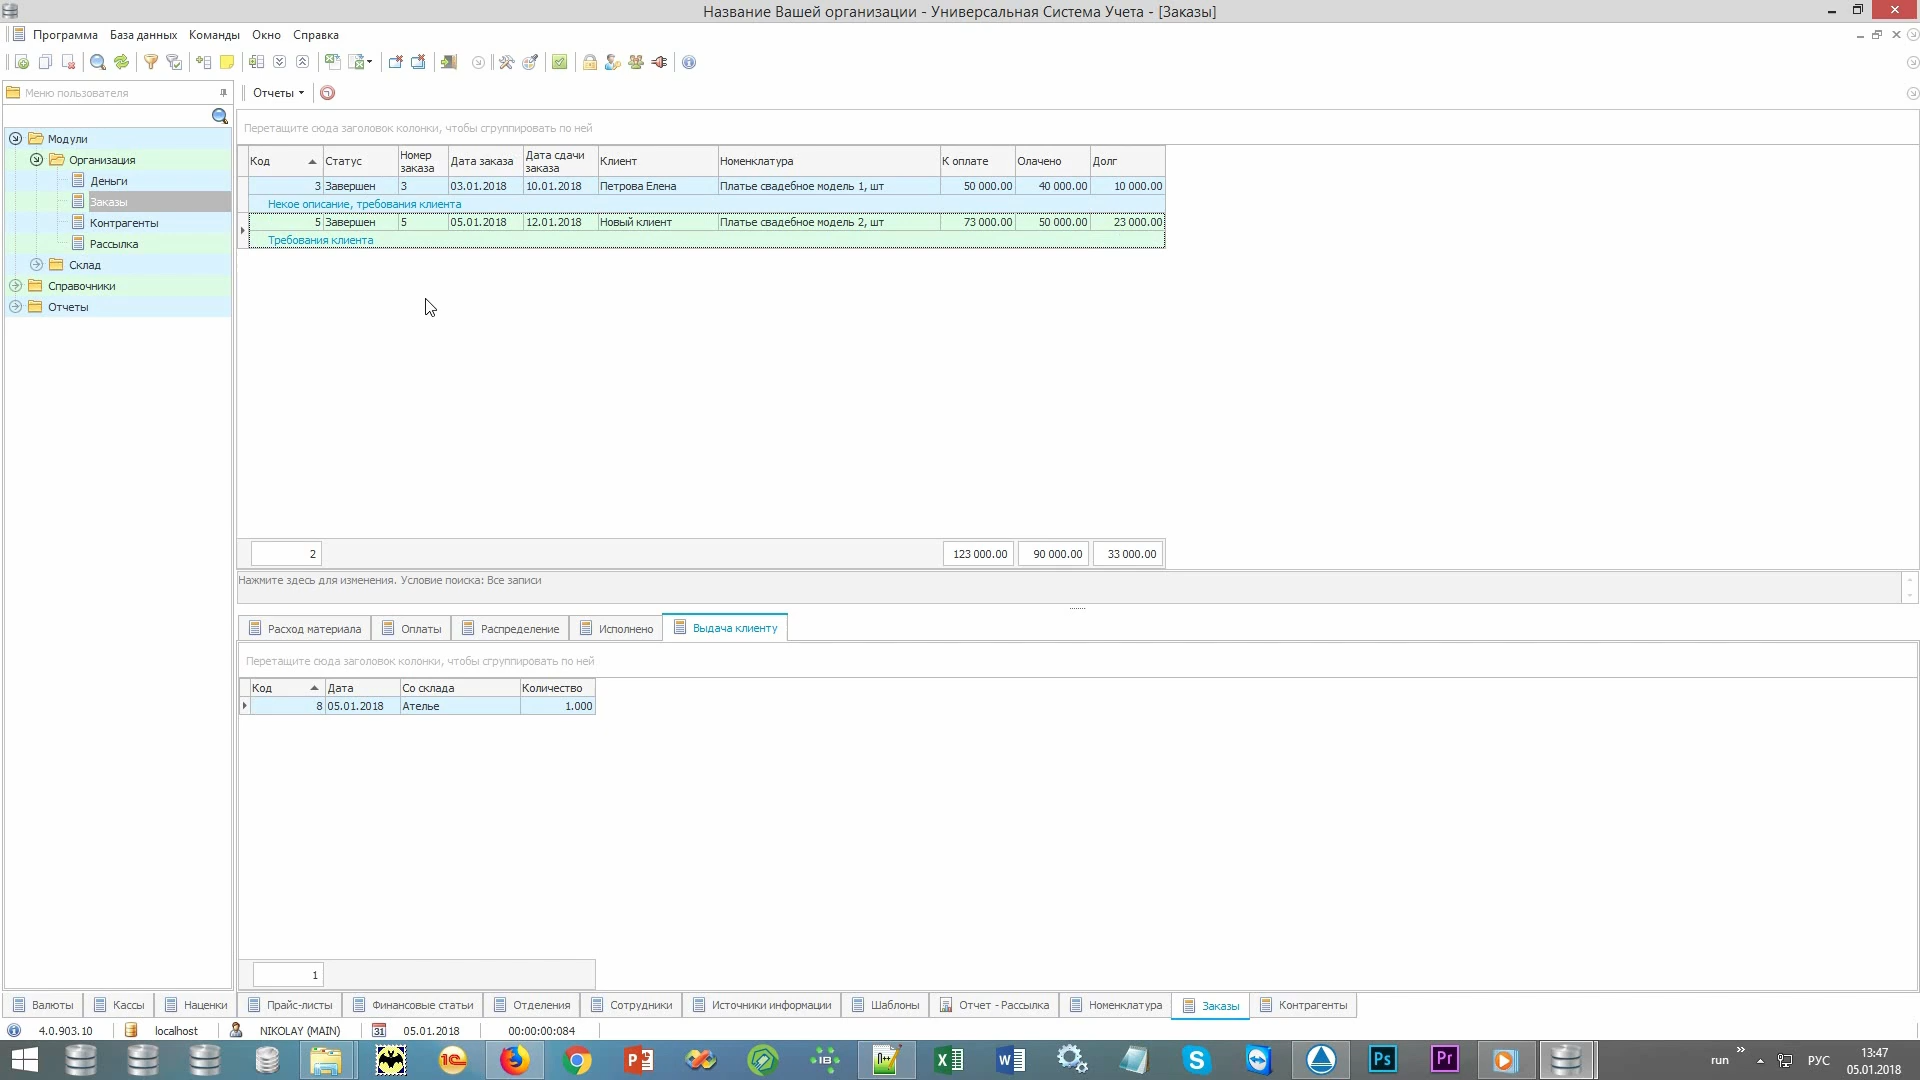 Название Вашей организации - Универсальная Система Учета - [Заказы]
Программа База данных Команды Окно Справка
Меню пользователя
Отчеты
Перетащите сюда заголовок колонки, чтобы сгруппировать по ней
Модули
Организация
Деньги
Заказы
Контрагенты
Рассылка
Склад
Справочники
Отчеты
Код Статус Номер заказа Дата заказа Дата сдачи заказа Клиент Номенклатура К оплате Олачено Долг
3 Завершен 3 03.01.2018 10.01.2018 Петрова Елена Платье свадебное модель 1, шт 50 000.00 40 000.00 10 000.00
Некое описание, требования клиента
5 Завершен 5 05.01.2018 12.01.2018 Новый клиент Платье свадебное модель 2, шт 73 000.00 50 000.00 23 000.00
Требования клиента
2 123 000.00 90 000.00 33 000.00
Нажмите здесь для изменения. Условие поиска: Все записи
Расход материала Оплаты Распределение Исполнено Выдача клиенту
Перетащите сюда заголовок колонки, чтобы сгруппировать по ней
Код Дата Со склада Количество
8 05.01.2018 Ателье 1.000
1
Валюты Кассы Наценки Прайс-листы Финансовые статьи Отделения Сотрудники Источники информации Шаблоны Отчет - Рассылка Номенклатура Заказы Контрагенты
4.0.903.10 localhost NIKOLAY (MAIN) 31 05.01.2018 00:00:00:084
1С P IB n++ X W S Ps Pr run » РУС 13:47
05.01.2018